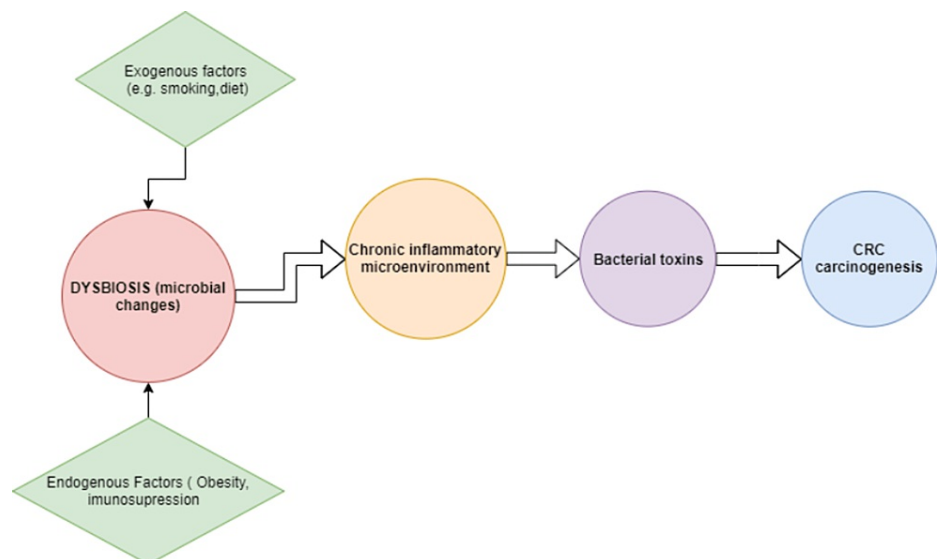 Exogenous factors
(e.g. smoking,diet)
DYSBIOSIS (microbial
changes)
Chronic inflammatory
microenvironment
Bacterial toxins
CRC
carcinogenesis
Endogenous Factors ( Obesity,
imunosupression